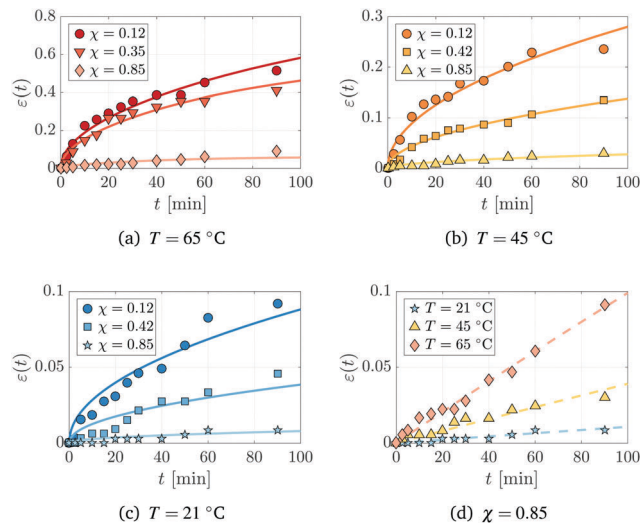 0.8
0.6
0.4
0.2
0
ε(t)
χ = 0.12
χ = 0.35
χ = 0.85
0 20 40 60 80 100
t [min]
(a) T = 65 °C
0.3
0.2
0.1
0
ε(t)
χ = 0.12
χ = 0.42
χ = 0.85
0 20 40 60 80 100
t [min]
(b) T = 45 °C
0.1
0.05
0
ε(t)
χ = 0.12
χ = 0.42
χ = 0.85
0 20 40 60 80 100
t [min]
(c) T = 21 °C
0.1
0.05
0
ε(t)
T = 21 °C
T = 45 °C
T = 65 °C
0 20 40 60 80 100
t [min]
(d) χ = 0.85